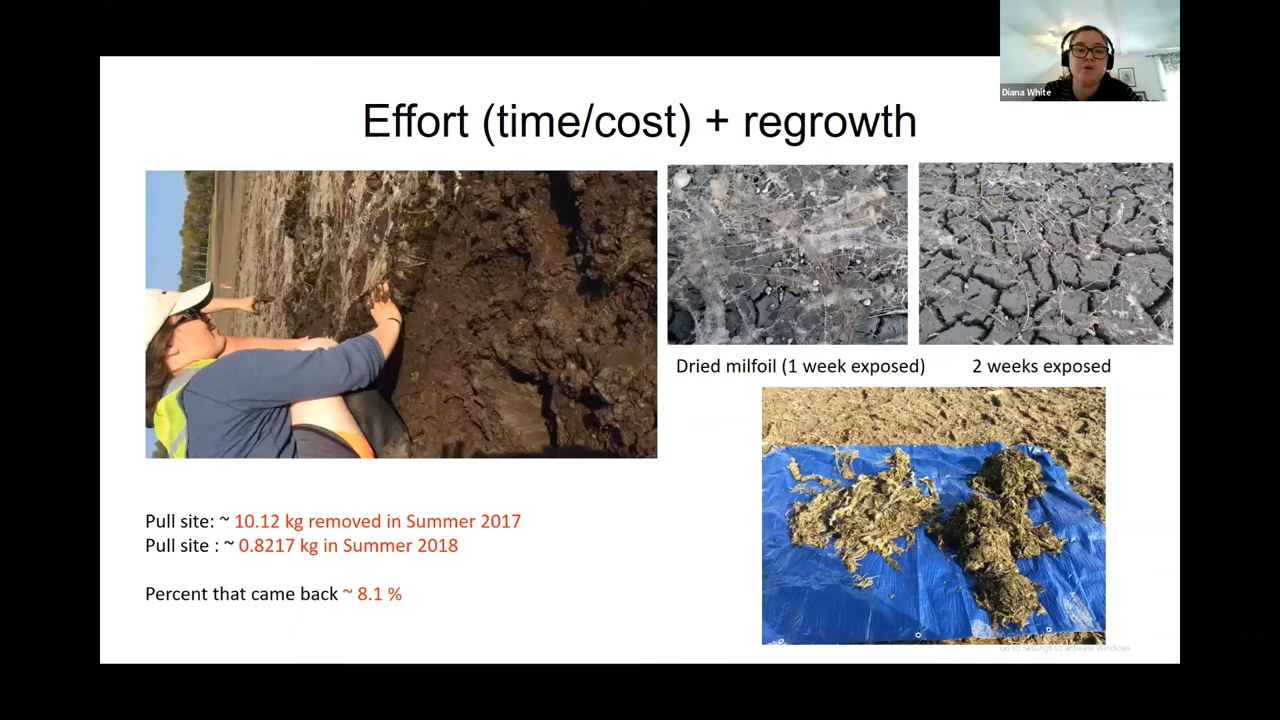 Diana White
Effort (time/cost) + regrowth
Dried milfoil (1 week exposed)
2 weeks exposed
Pull site: ~ 10.12 kg removed in Summer 2017
Pull site : ~ 0.8217 kg in Summer 2018
Percent that came back ~ 8.1 %
Go to Settings to activate Windows.